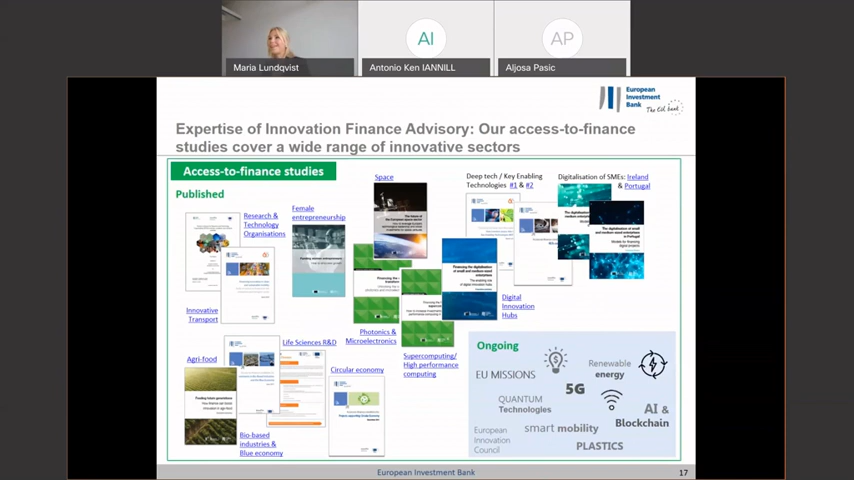 AI
AP
Maria Lundqvist
Antonio Ken IANNILL
Aljosa Pasic
European
Investment
Bank
The EU bank
Expertise of Innovation Finance Advisory: Our access-to-finance
studies cover a wide range of innovative sectors
Access-to-finance studies
Published
Research &
Technology
Organisations
Female
entrepreneurship
Space
Deep tech / Key Enabling
Technologies #1 & #2
Digitalisation of SMEs: Ireland
& Portugal
Innovative
Transport
Photonics &
Microelectronics
Digital
Innovation
Hubs
Supercomputing/
High performance
computing
Agri-food
Life Sciences R&D
Circular economy
Bio-based
industries &
Blue economy
Ongoing
EU MISSIONS
Renewable
energy
5G
QUANTUM
Technologies
AI &
Blockchain
European
Innovation
Council
smart mobility
PLASTICS
European Investment Bank
17